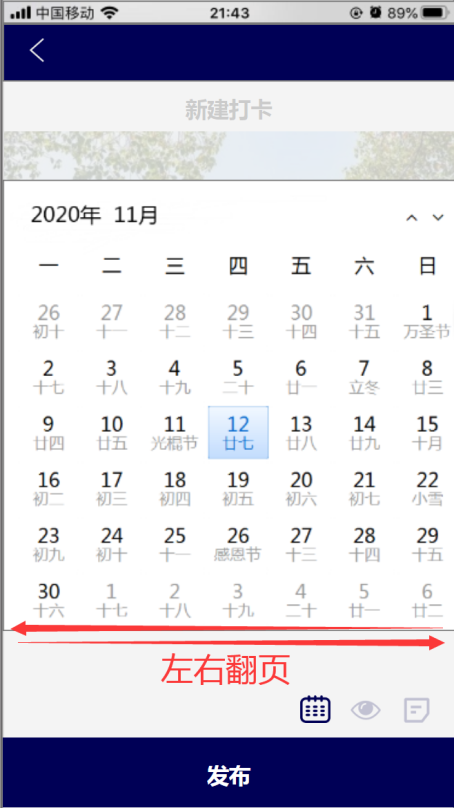 中国移动 21:43 89%
新建打卡
2020年 11月
一 二 三 四 五 六 日
26 27 28 29 30 31 1
初十 十一 十二 十三 十四 十五 万圣节
2 3 4 5 6 7 8
十七 十八 十九 二十 廿一 立冬 廿三
9 10 11 12 13 14 15
廿四 廿五 光棍节 廿七 廿八 廿九 十月
16 17 18 19 20 21 22
初二 初三 初四 初五 初六 初七 小雪
23 24 25 26 27 28 29
初九 初十 十一 感恩节 十三 十四 十五
30 1 2 3 4 5 6
十六 十七 十八 十九 二十 廿一 廿二
左右翻页
发布